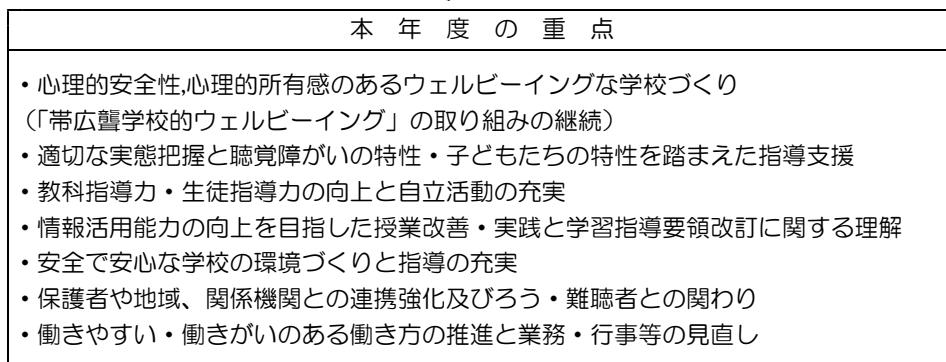 本年度の重点
・心理的安全性,心理的所有感のあるウェルビーイングな学校づくり
（「帯広聾学校的ウェルビーイング」の取り組みの継続）
・適切な実態把握と聴覚障がいの特性・子どもたちの特性を踏まえた指導支援
・教科指導力・生徒指導力の向上と自立活動の充実
・情報活用能力の向上を目指した授業改善・実践と学習指導要領改訂に関する理解
・安全で安心な学校の環境づくりと指導の充実
・保護者や地域、関係機関との連携強化及びろう・難聴者との関わり
・働きやすい・働きがいのある働き方の推進と業務・行事等の見直し